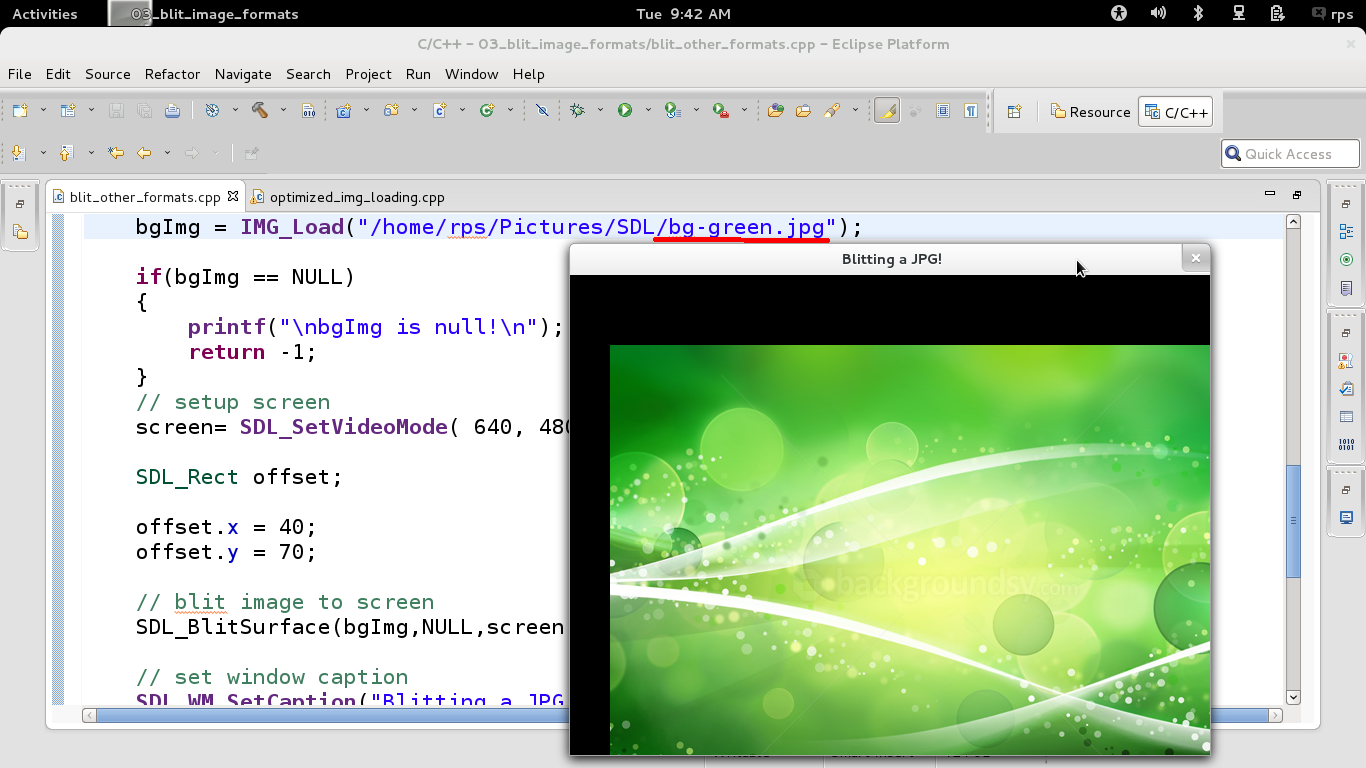 Activities 03_blit_image_formats Tue 9:42 AM rps
C/C++ - 03_blit_image_formats/blit_other_formats.cpp - Eclipse Platform
File Edit Source Refactor Navigate Search Project Run Window Help
Resource C/C++
Quick Access
blit_other_formats.cpp optimized_img_loading.cpp
bgImg = IMG_Load("/home/rps/Pictures/SDL/bg-green.jpg");
Blitting a JPG!
if(bgImg == NULL)
{
printf("\nbgImg is null!\n");
return -1;
}
// setup screen
screen= SDL_SetVideoMode( 640, 480
SDL_Rect offset;
offset.x = 40;
offset.y = 70;
backgroundsy.com
// blit image to screen
SDL_BlitSurface(bgImg,NULL,screen
// set window caption
SDL_WM_SetCaption("Blitting a JPG